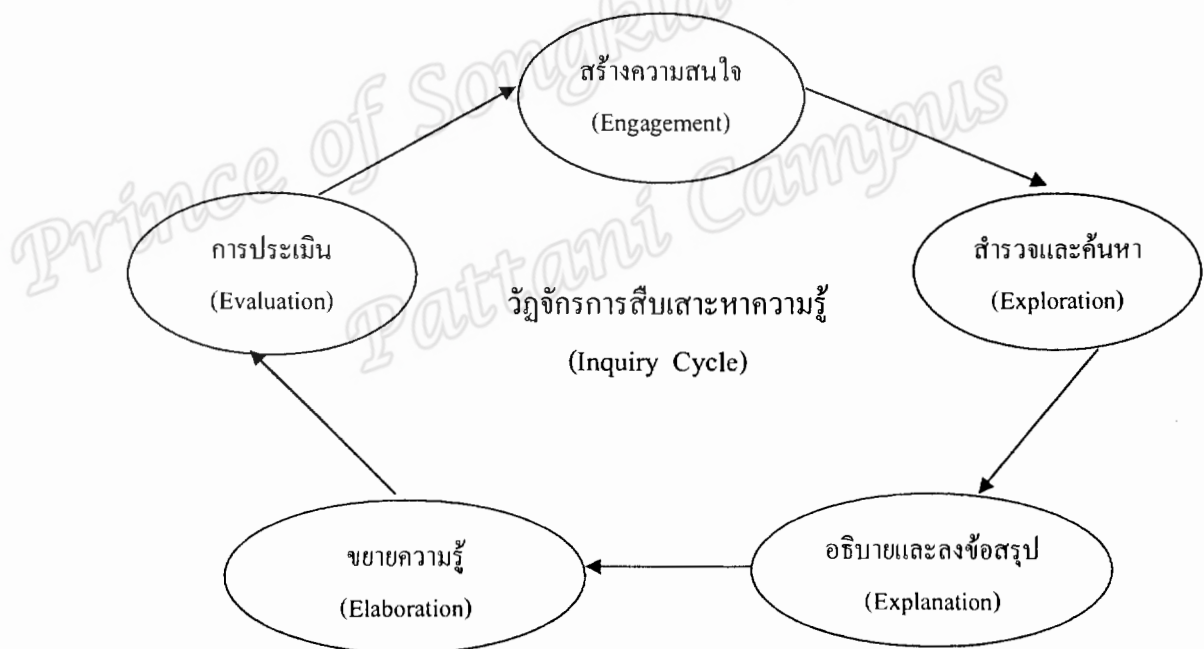 สร้างความสนใจ
(Engagement)
สำรวจและค้นหา
(Exploration)
อธิบายและลงข้อสรุป
(Explanation)
ขยายความรู้
(Elaboration)
การประเมิน
(Evaluation)
วัฏจักรการสืบเสาะหาความรู้
(Inquiry Cycle)
Prince of Songkla
Pattani Campus